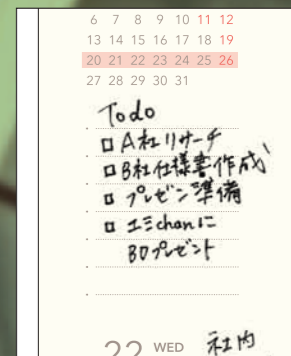 6 7 8 9 10 11 12
13 14 15 16 17 18 19
20 21 22 23 24 25 26
27 28 29 30 31
Todo
□ A社リサーチ
□ B社仕様書作成
□ プレゼン準備
□ エミchanに
BDプレゼント
22 WED
社内